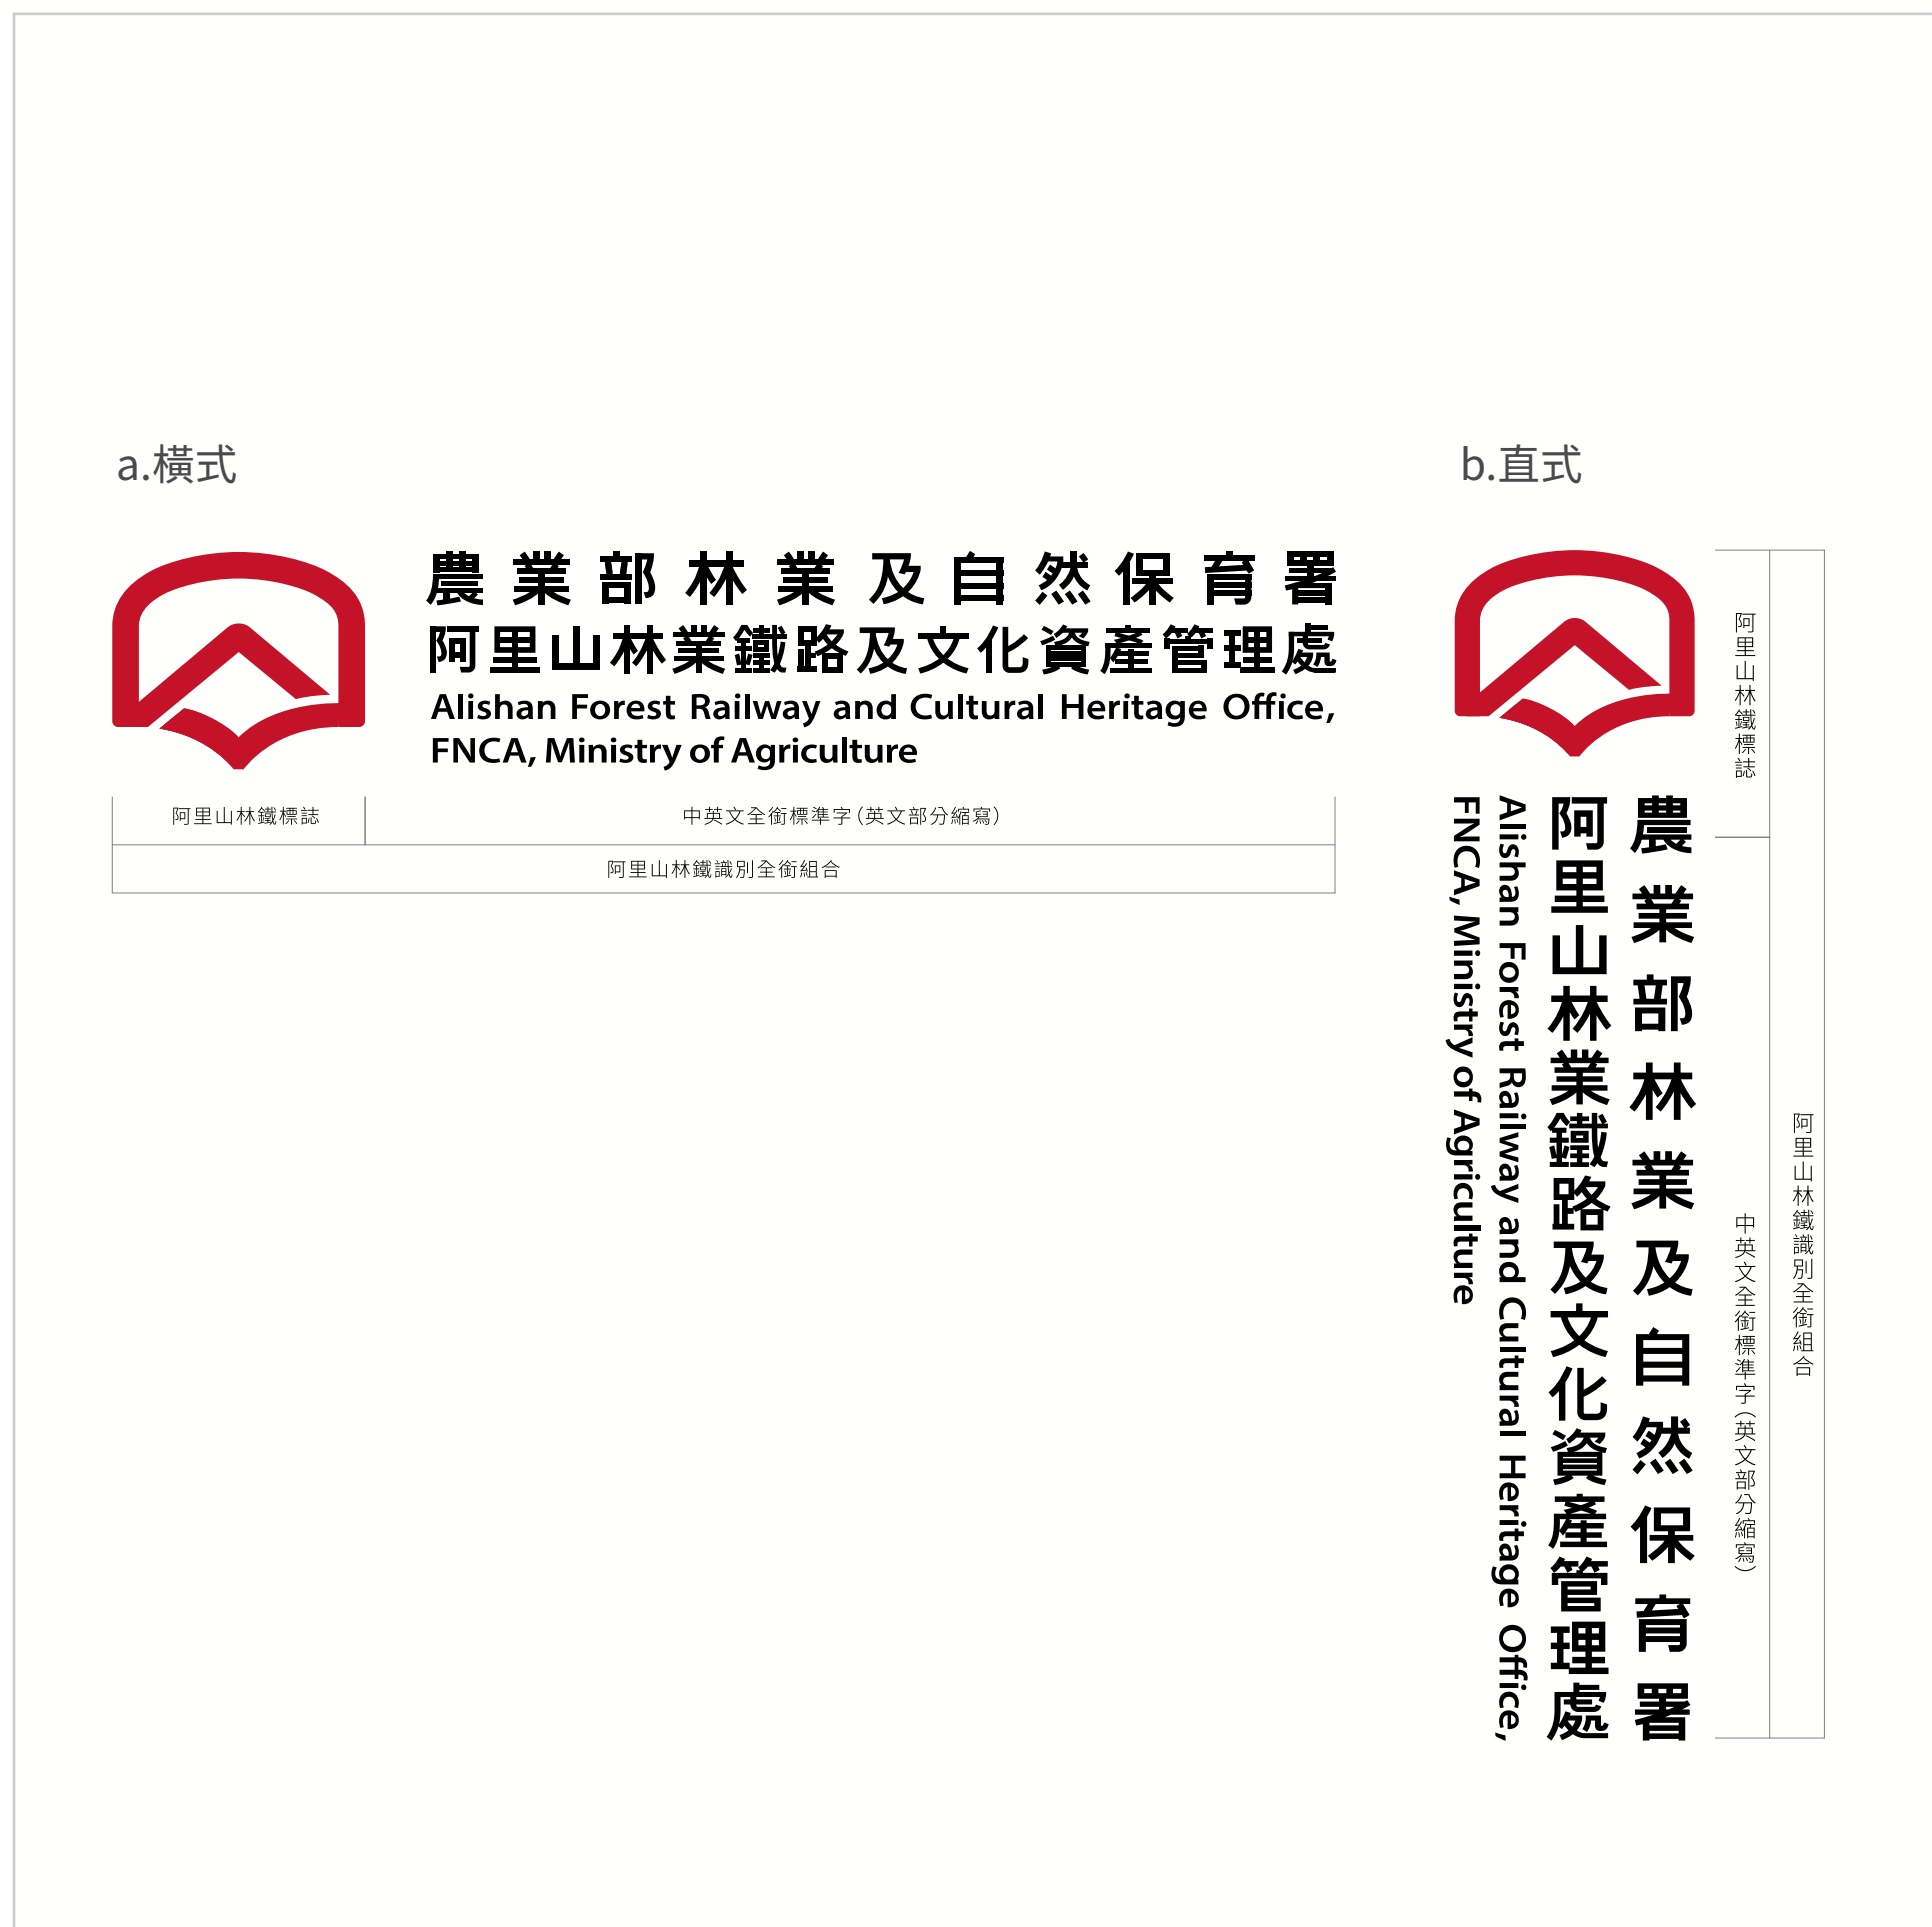 a.橫式
農業部林業及自然保育署
阿里山林業鐵路及文化資產管理處
Alishan Forest Railway and Cultural Heritage Office,
FNCA, Ministry of Agriculture
阿里山林鐵標誌
中英文全銜標準字（英文部分縮寫）
阿里山林鐵識別全銜組合
b.直式
農業部林業及自然保育署
阿里山林業鐵路及文化資產管理處
Alishan Forest Railway and Cultural Heritage Office,
FNCA, Ministry of Agriculture
阿里山林鐵標誌
中英文全銜標準字（英文部分縮寫）
阿里山林鐵識別全銜組合